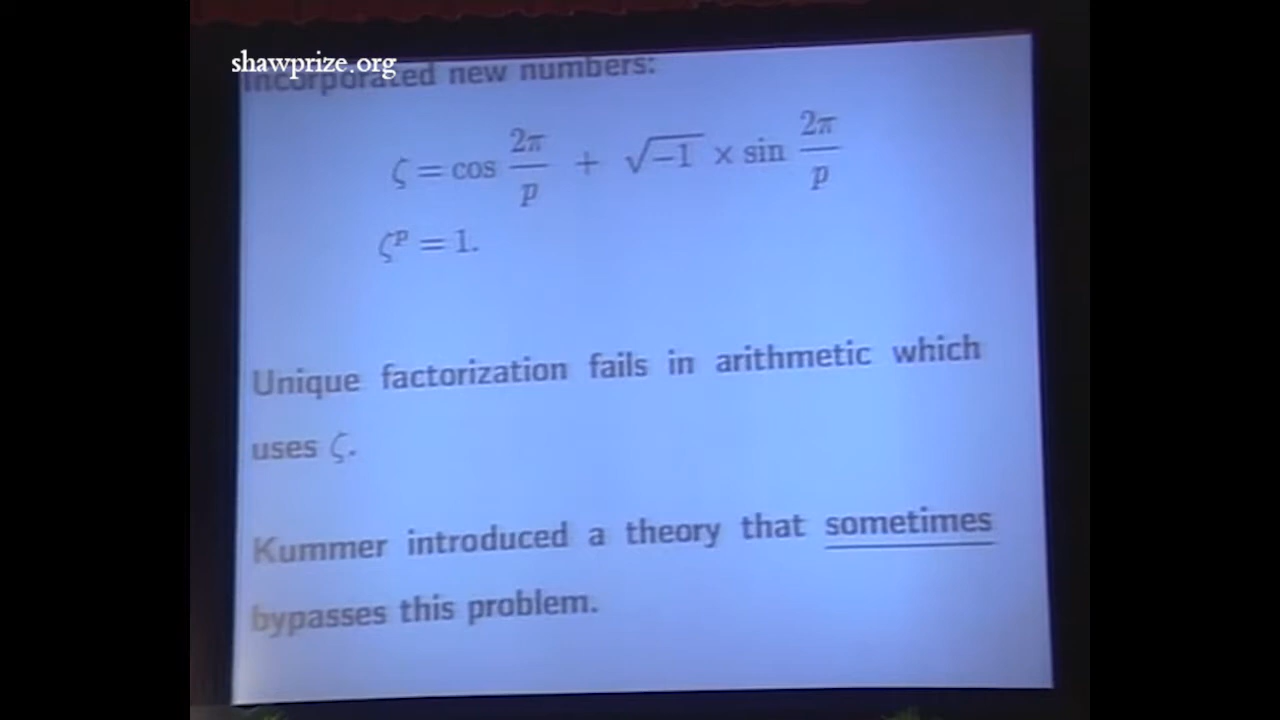 shawprize.org
incorporated new numbers:
ζ = cos 2π/p + √−1 × sin 2π/p
ζ^p = 1.
Unique factorization fails in arithmetic which
uses ζ.
Kummer introduced a theory that sometimes
bypasses this problem.